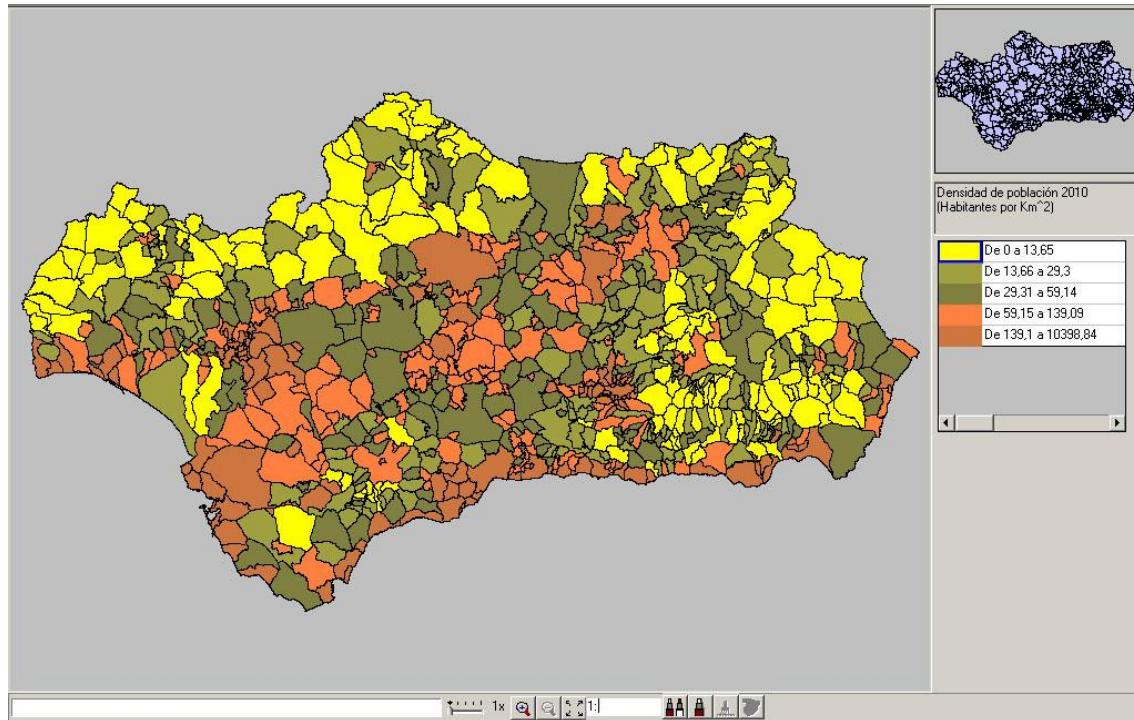 Densidad de población 2010
(Habitantes por Km^2)
De 0 a 13,65
De 13,66 a 29,3
De 29,31 a 59,14
De 59,15 a 139,09
De 139,1 a 10398,84
1x
1: